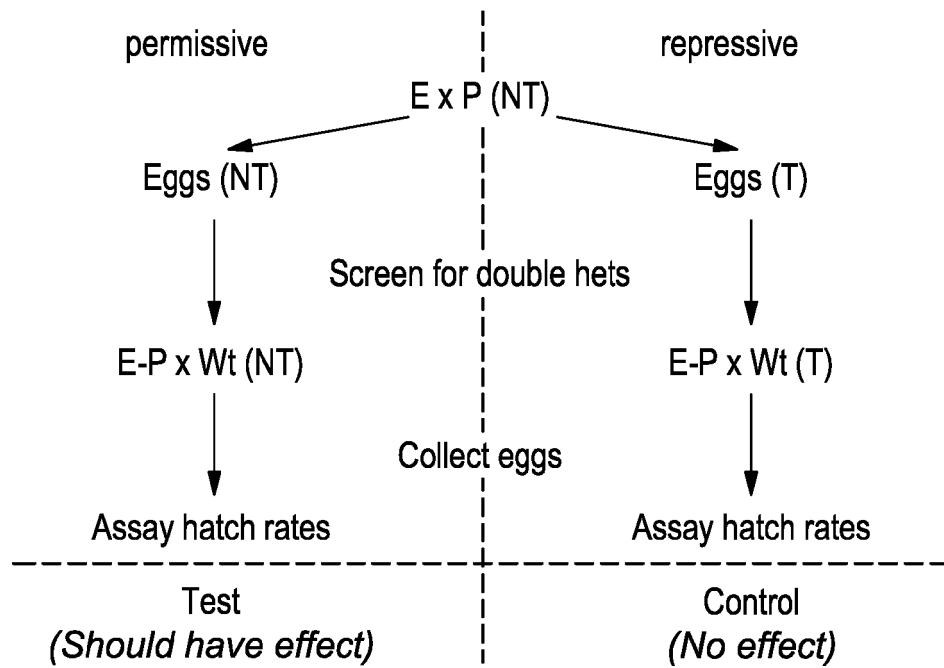 permissive
repressive
E x P (NT)
Eggs (NT)
Eggs (T)
Screen for double hets
E-P x Wt (NT)
E-P x Wt (T)
Collect eggs
Assay hatch rates
Assay hatch rates
Test
(Should have effect)
Control
(No effect)